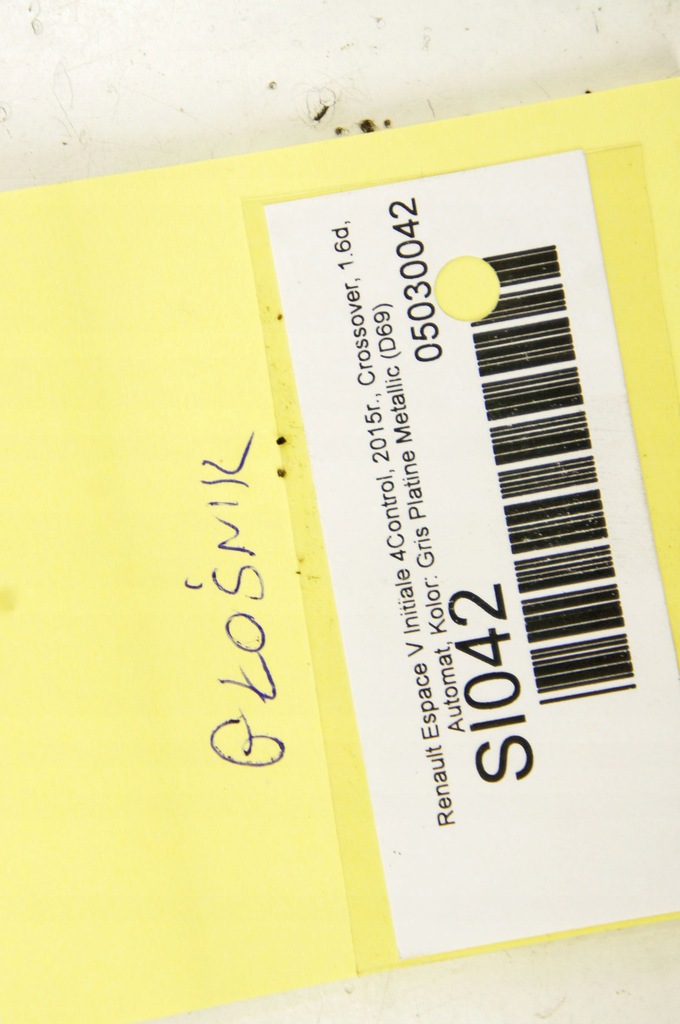 GŁOŚNIK
Renault Espace V Initiale 4Control, 2015r., Crossover, 1.6d,
Automat, Kolor: Gris Platine Metallic (D69)
05030042
SI042